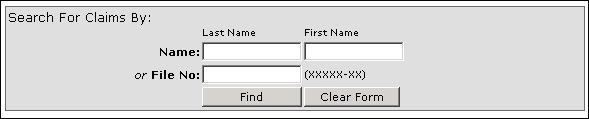 Search For Claims By:
Last Name First Name
Name:
or File No: (XXXXX-XX)
Find Clear Form